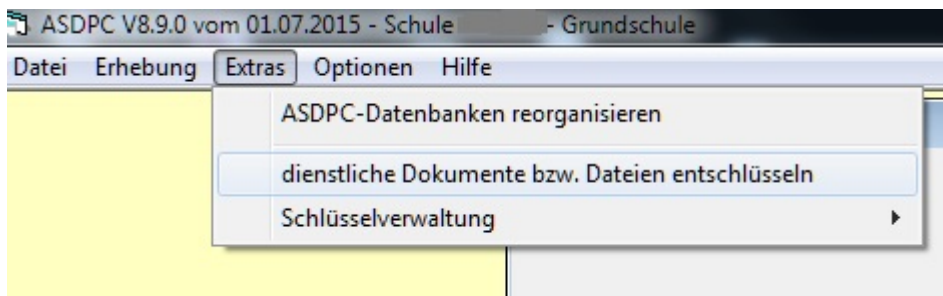 ASDPC V8.9.0 vom 01.07.2015 - Schule - Grundschule
Datei Erhebung Extras Optionen Hilfe
ASDPC-Datenbanken reorganisieren
dienstliche Dokumente bzw. Dateien entschlüsseln
Schlüsselverwaltung